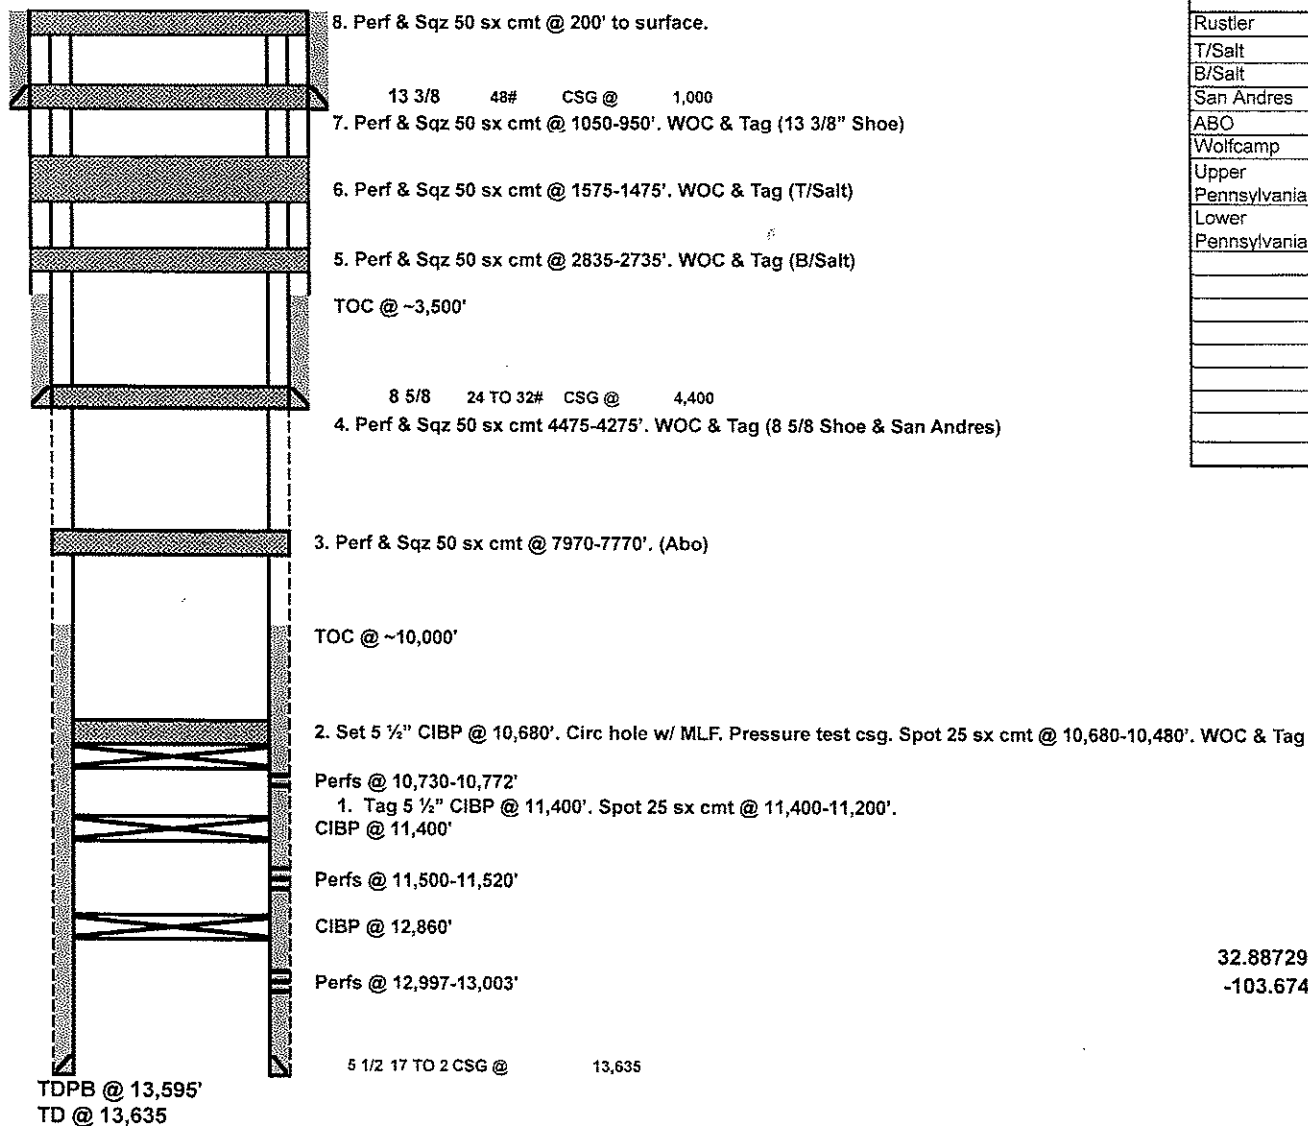 8. Perf & Sqz 50 sx cmt @ 200' to surface.
13 3/8 48# CSG @ 1,000
7. Perf & Sqz 50 sx cmt @ 1050-950'. WOC & Tag (13 3/8" Shoe)
6. Perf & Sqz 50 sx cmt @ 1575-1475'. WOC & Tag (T/Salt)
5. Perf & Sqz 50 sx cmt @ 2835-2735'. WOC & Tag (B/Salt)
TOC @ ~3,500'
8 5/8 24 TO 32# CSG @ 4,400
4. Perf & Sqz 50 sx cmt 4475-4275'. WOC & Tag (8 5/8 Shoe & San Andres)
3. Perf & Sqz 50 sx cmt @ 7970-7770'. (Abo)
TOC @ ~10,000'
2. Set 5 ½" CIBP @ 10,680'. Circ hole w/ MLF. Pressure test csg. Spot 25 sx cmt @ 10,680-10,480'. WOC & Tag
Perfs @ 10,730-10,772'
1. Tag 5 ½" CIBP @ 11,400'. Spot 25 sx cmt @ 11,400-11,200'.
CIBP @ 11,400'
Perfs @ 11,500-11,520'
CIBP @ 12,860'
Perfs @ 12,997-13,003'
5 1/2 17 TO 2 CSG @ 13,635
TDPB @ 13,595'
TD @ 13,635
Rustler
T/Salt
B/Salt
San Andres
ABO
Wolfcamp
Upper
Pennsylvania
Lower
Pennsylvania
32.88729
-103.674